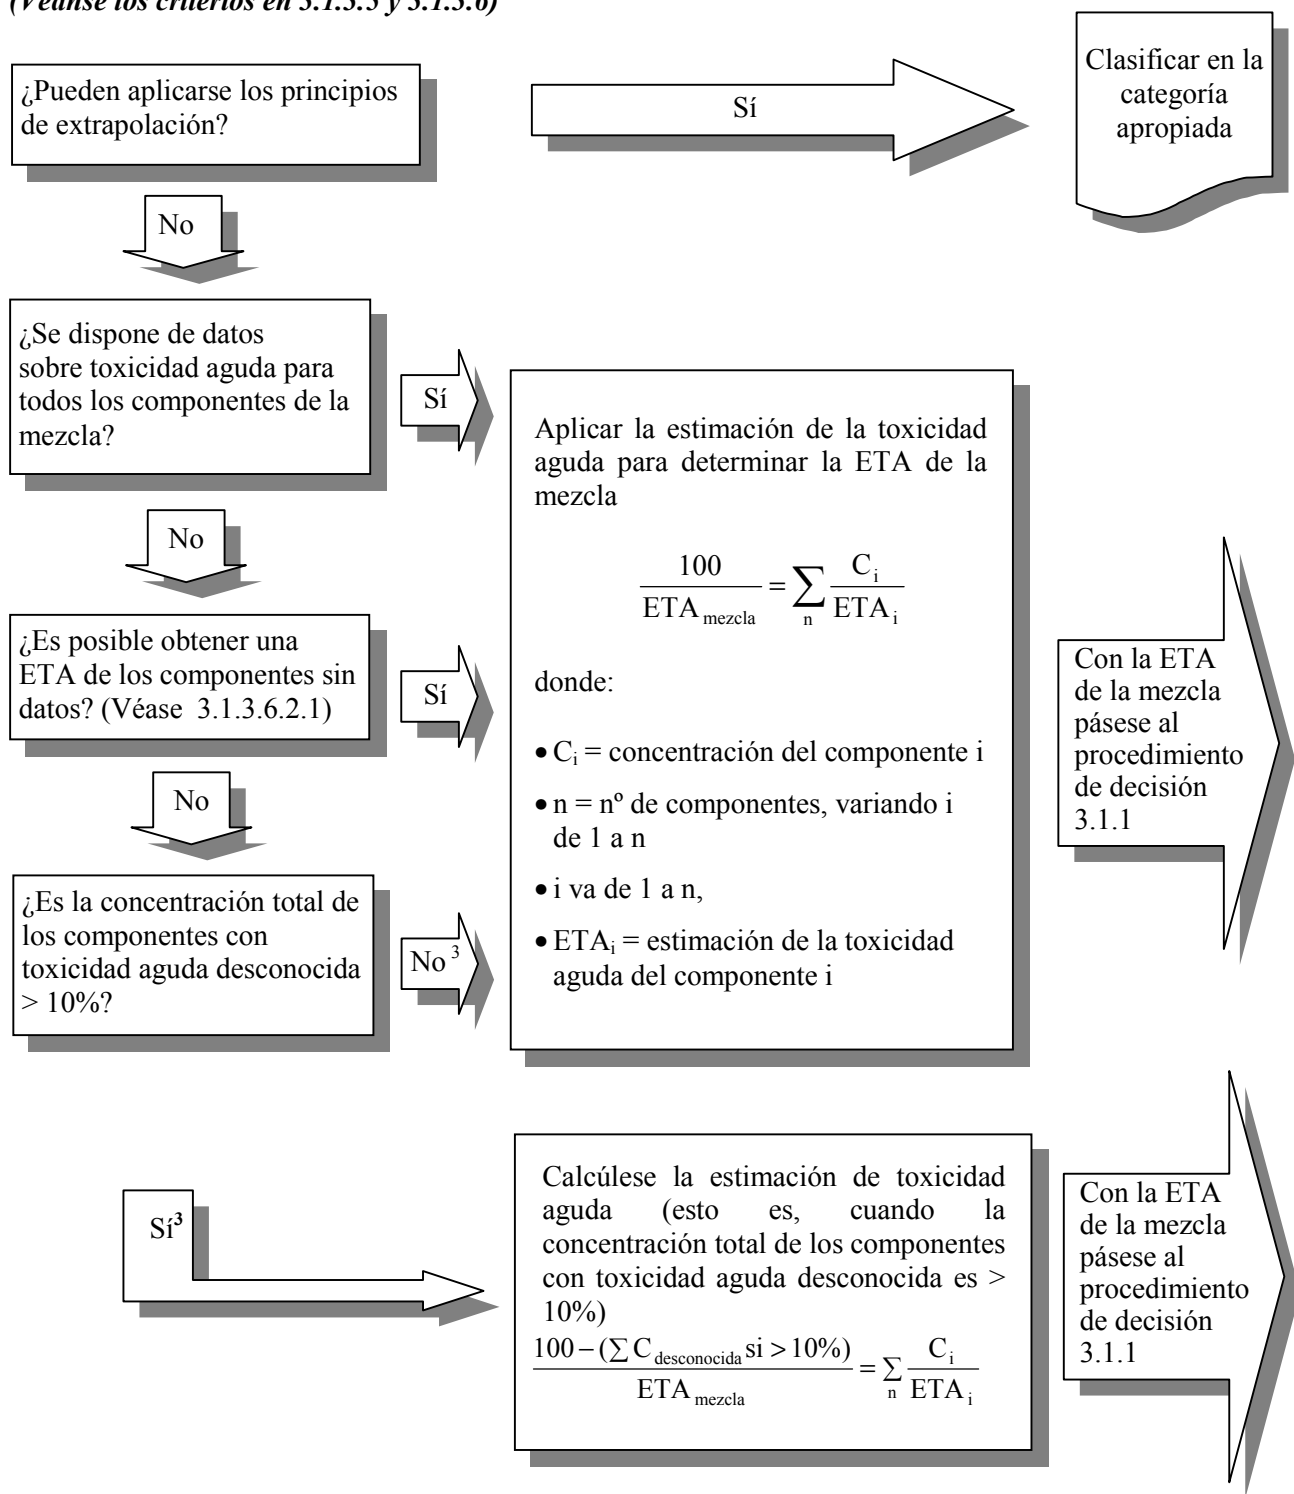 (Véanse los criterios en 3.1.3.5 y 3.1.3.6)
¿Pueden aplicarse los principios
de extrapolación?
Sí
Clasificar en la
categoría
apropiada
No
¿Se dispone de datos
sobre toxicidad aguda para
todos los componentes de la
mezcla?
Sí
No
¿Es posible obtener una
ETA de los componentes sin
datos? (Véase 3.1.3.6.2.1)
Sí
No
¿Es la concentración total de
los componentes con
toxicidad aguda desconocida
> 10%?
No 3
Aplicar la estimación de la toxicidad
aguda para determinar la ETA de la
mezcla
100 / ETA mezcla = ∑ n C i / ETA i
donde:
• Ci = concentración del componente i
• n = nº de componentes, variando i
de 1 a n
• i va de 1 a n,
• ETAi = estimación de la toxicidad
aguda del componente i
Con la ETA
de la mezcla
pásese al
procedimiento
de decisión
3.1.1
Sí3
Calcúlese la estimación de toxicidad
aguda (esto es, cuando la
concentración total de los componentes
con toxicidad aguda desconocida es >
10%)
100 – (∑ C desconocida si > 10%) / ETA mezcla = ∑ n C i / ETA i
Con la ETA
de la mezcla
pásese al
procedimiento
de decisión
3.1.1